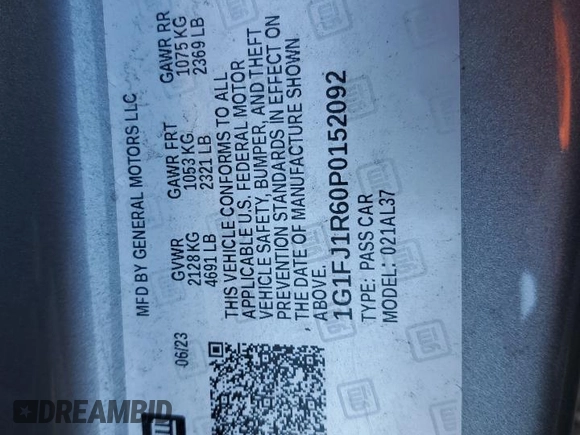 MFD BY GENERAL MOTORS LLC
06/23
GVWR
2128 KG
4691 LB
GAWR FRT
1053 KG
2321 LB
GAWR RR
1075 KG
2369 LB
THIS VEHICLE CONFORMS TO ALL
APPLICABLE U.S. FEDERAL MOTOR
VEHICLE SAFETY, BUMPER, AND THEFT
PREVENTION STANDARDS IN EFFECT ON
THE DATE OF MANUFACTURE SHOWN
ABOVE.
1G1FJ1R60P0152092
TYPE: PASS CAR
MODEL: 021AL37
gm
DREAMBID